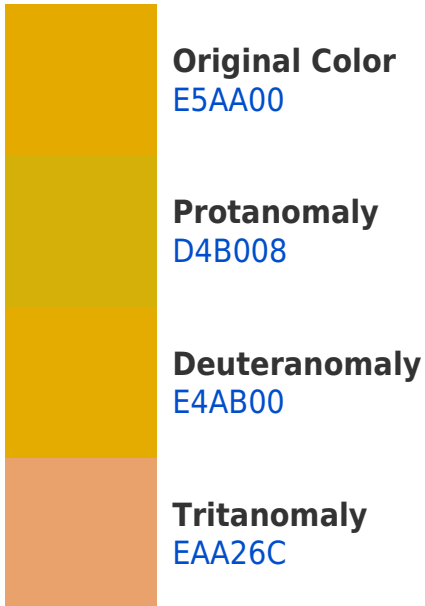 Original Color
E5AA00
Protanomaly
D4B008
Deuteranomaly
E4AB00
Tritanomaly
EAA26C